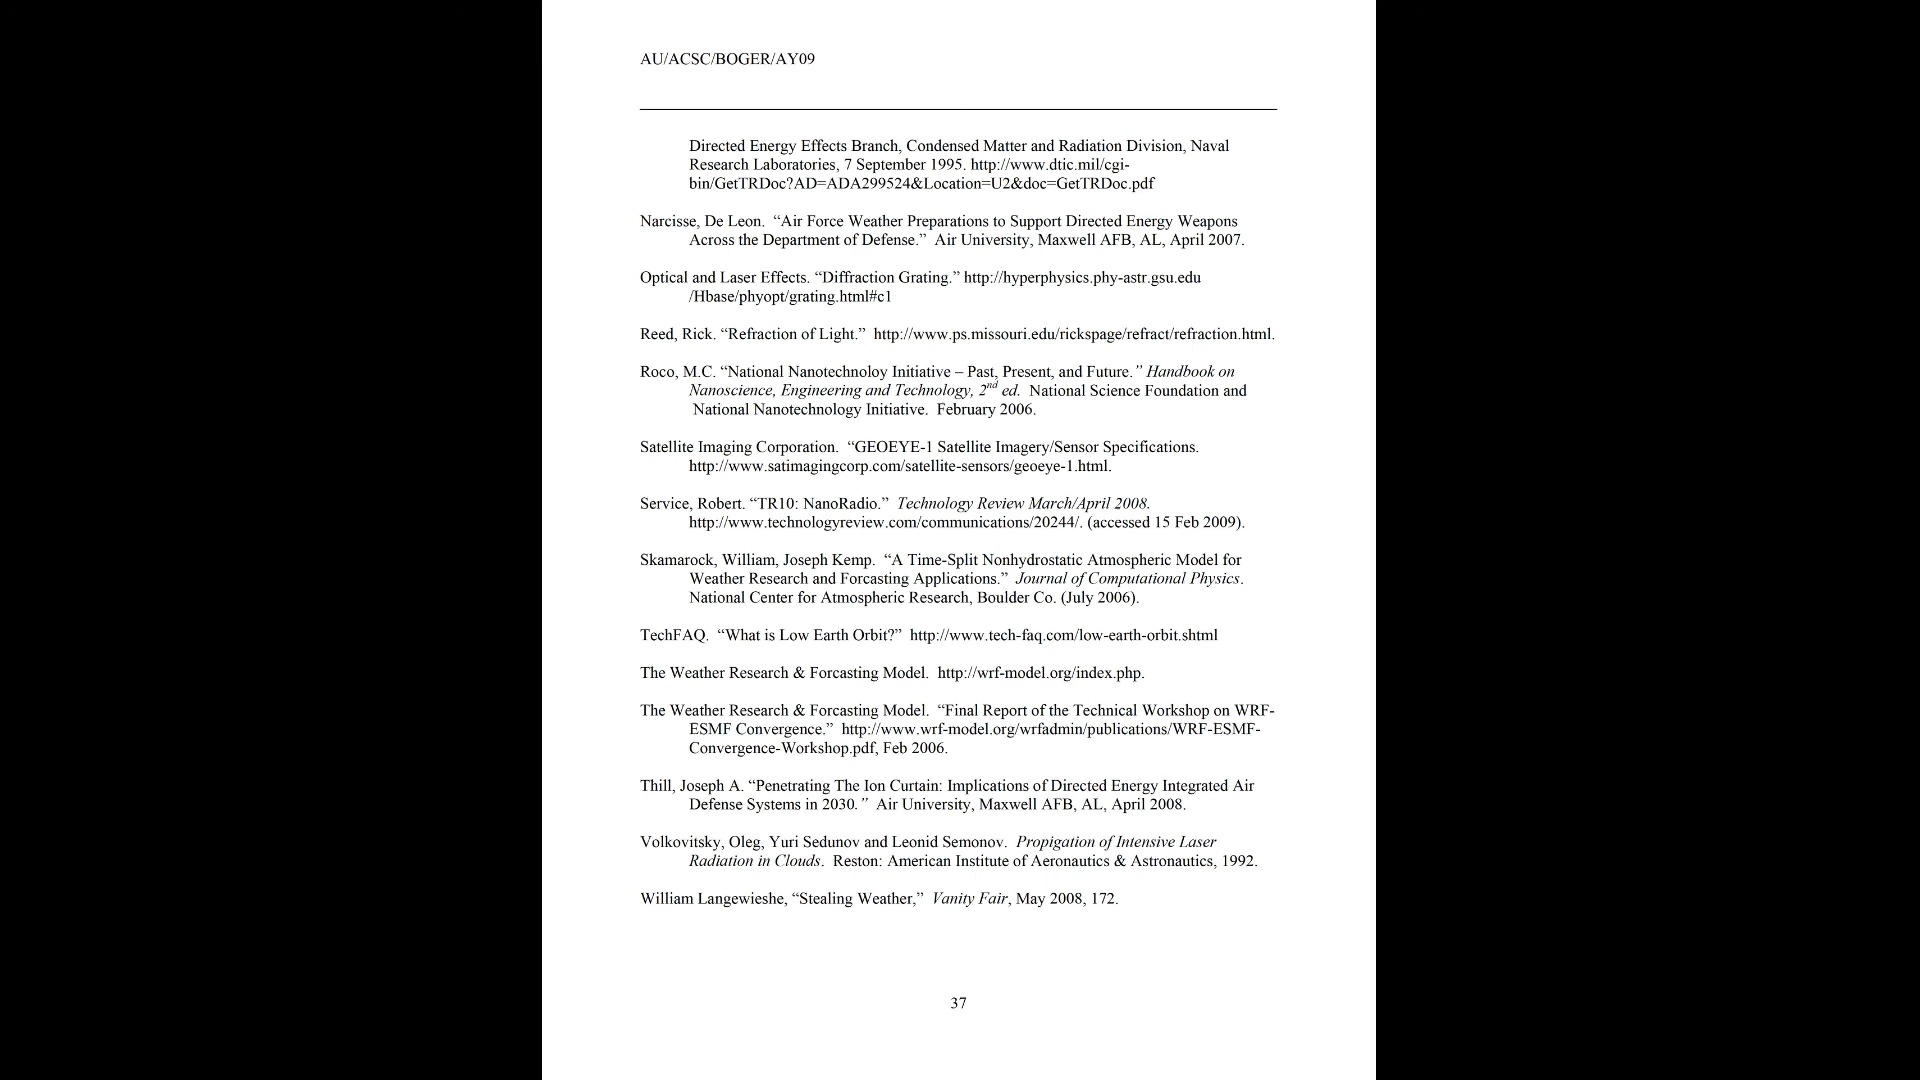 AU/ACSC/BOGER/AY09
Directed Energy Effects Branch, Condensed Matter and Radiation Division, Naval
Research Laboratories, 7 September 1995. http://www.dtic.mil/cgi-
bin/GetTRDoc?AD=ADA299524&Location=U2&doc=GetTRDoc.pdf
Narcisse, De Leon.  “Air Force Weather Preparations to Support Directed Energy Weapons
Across the Department of Defense.”  Air University, Maxwell AFB, AL, April 2007.
Optical and Laser Effects. “Diffraction Grating.” http://hyperphysics.phy-astr.gsu.edu
/Hbase/phyopt/grating.html#c1
Reed, Rick. “Refraction of Light.”  http://www.ps.missouri.edu/rickspage/refract/refraction.html.
Roco, M.C. “National Nanotechnoloy Initiative – Past, Present, and Future.” Handbook on
Nanoscience, Engineering and Technology, 2nd ed.  National Science Foundation and
National Nanotechnology Initiative.  February 2006.
Satellite Imaging Corporation.  “GEOEYE-1 Satellite Imagery/Sensor Specifications.
http://www.satimagingcorp.com/satellite-sensors/geoeye-1.html.
Service, Robert. “TR10: NanoRadio.”  Technology Review March/April 2008.
http://www.technologyreview.com/communications/20244/. (accessed 15 Feb 2009).
Skamarock, William, Joseph Kemp.  “A Time-Split Nonhydrostatic Atmospheric Model for
Weather Research and Forcasting Applications.”  Journal of Computational Physics.
National Center for Atmospheric Research, Boulder Co. (July 2006).
TechFAQ.  “What is Low Earth Orbit?”  http://www.tech-faq.com/low-earth-orbit.shtml
The Weather Research & Forcasting Model.  http://wrf-model.org/index.php.
The Weather Research & Forcasting Model.  “Final Report of the Technical Workshop on WRF-
ESMF Convergence.”  http://www.wrf-model.org/wrfadmin/publications/WRF-ESMF-
Convergence-Workshop.pdf, Feb 2006.
Thill, Joseph A. “Penetrating The Ion Curtain: Implications of Directed Energy Integrated Air
Defense Systems in 2030.”  Air University, Maxwell AFB, AL, April 2008.
Volkovitsky, Oleg, Yuri Sedunov and Leonid Semonov.  Propigation of Intensive Laser
Radiation in Clouds.  Reston: American Institute of Aeronautics & Astronautics, 1992.
William Langewieshe, “Stealing Weather,”  Vanity Fair, May 2008, 172.
37